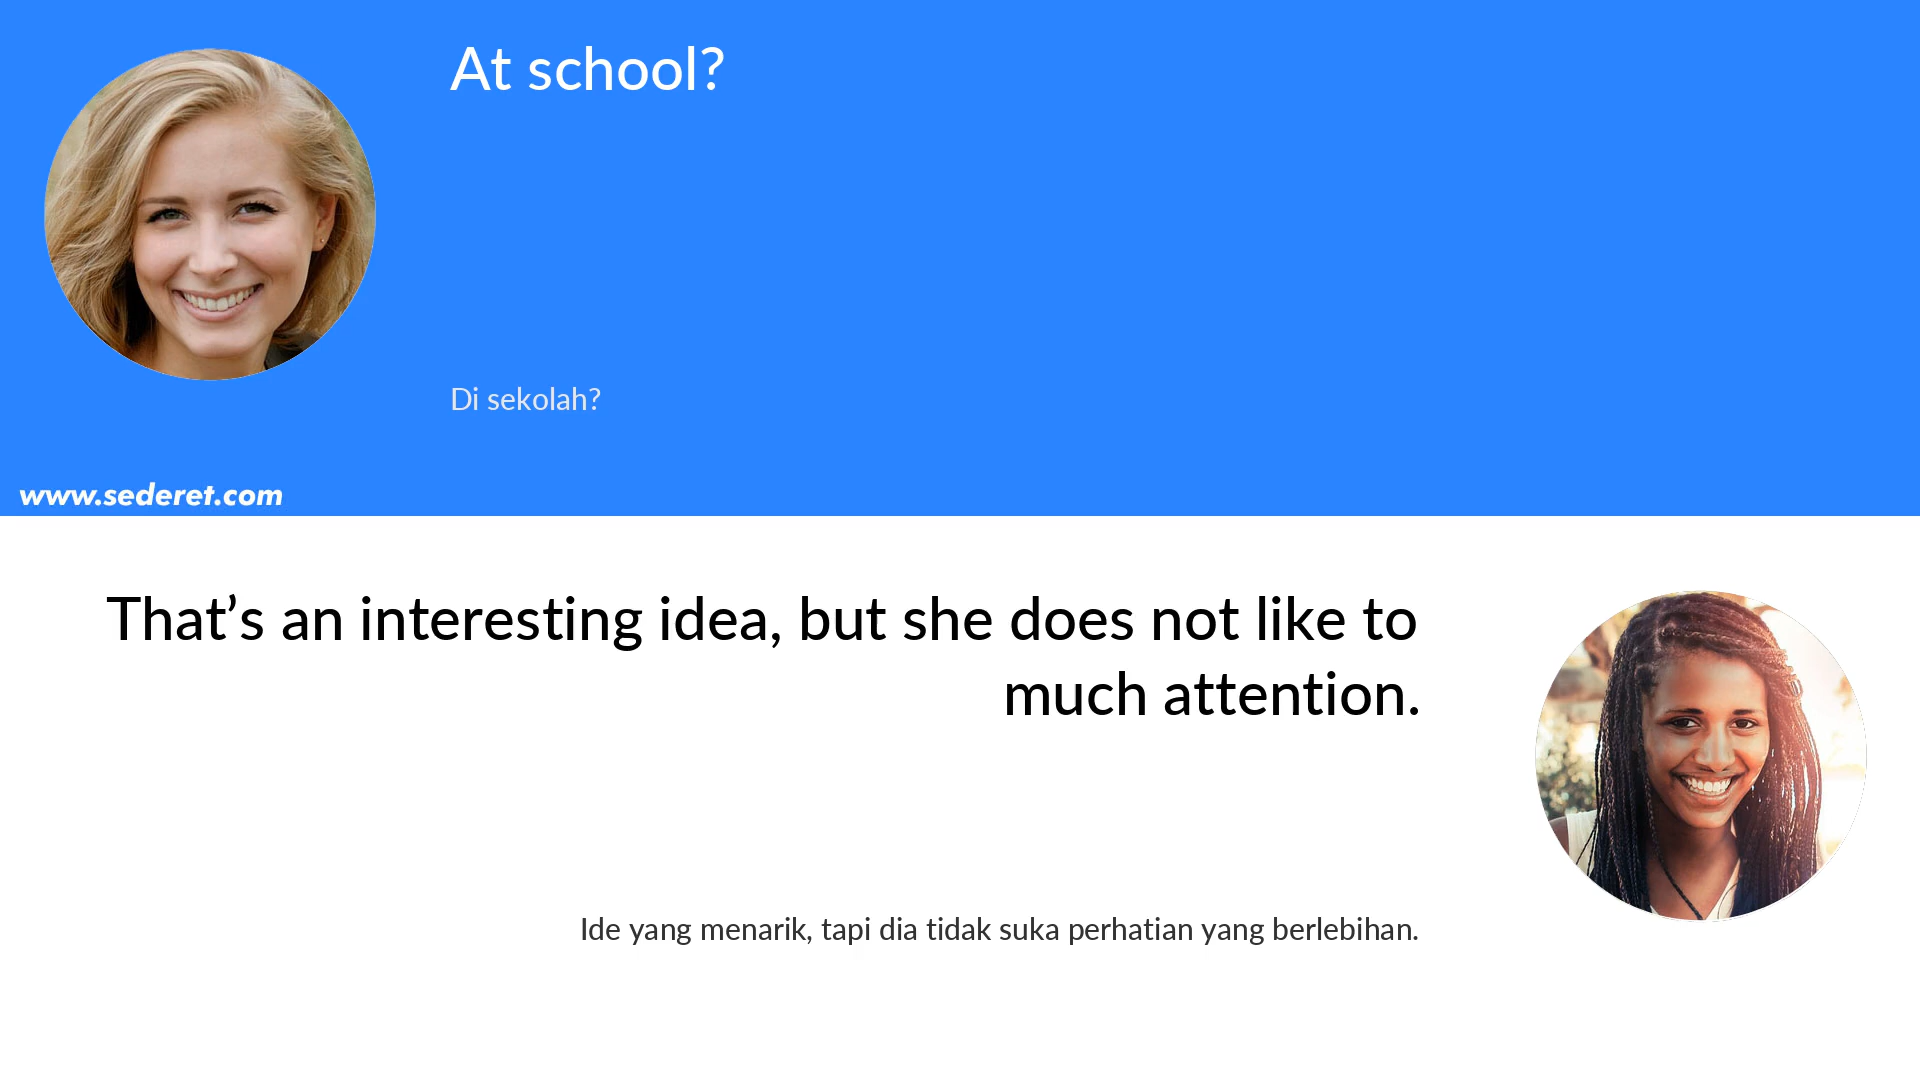 At school?
Di sekolah?
www.sederet.com
That’s an interesting idea, but she does not like to
much attention.
Ide yang menarik, tapi dia tidak suka perhatian yang berlebihan.